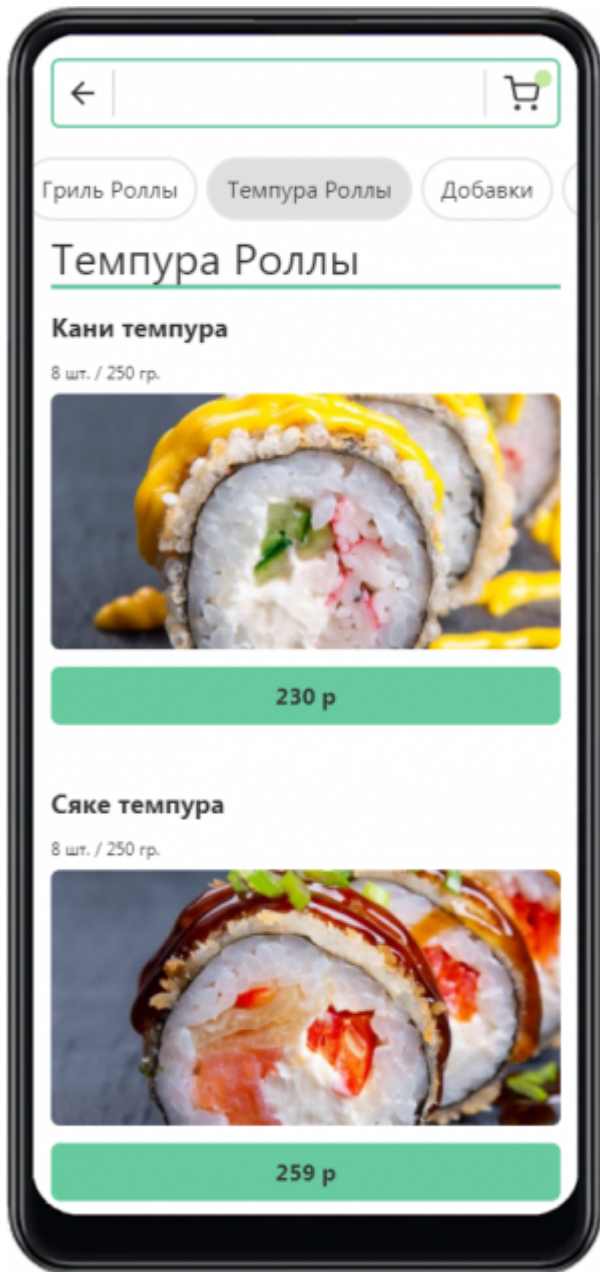 Гриль Роллы Темпура Роллы Добавки
Темпура Роллы
Кани темпура
8 шт. / 250 гр.
230 р
Сяке темпура
8 шт. / 250 гр.
259 р